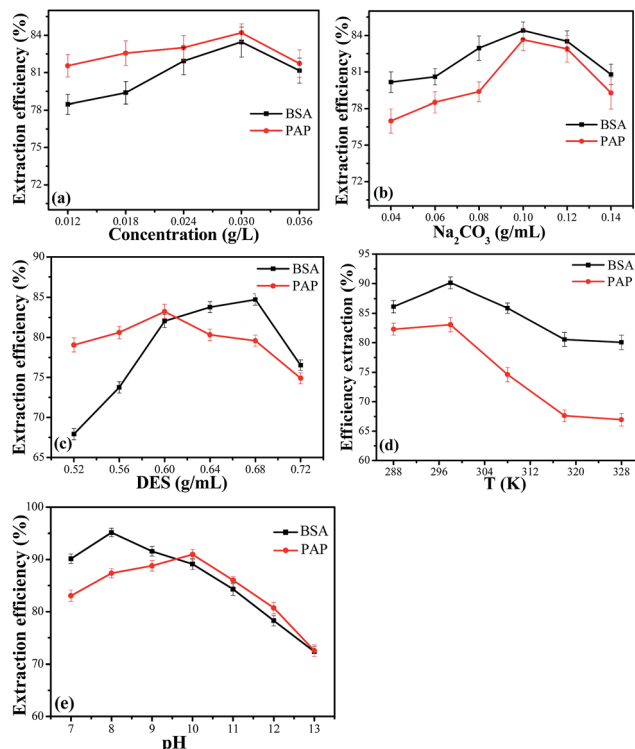 Extraction efficiency (%)
84
81
78
75
72
BSA
PAP
(a)
0.012 0.018 0.024 0.030 0.036
Concentration (g/L)
Extraction efficiency (%)
84
81
78
75
72
BSA
PAP
(b)
0.04 0.06 0.08 0.10 0.12 0.14
Na₂CO₃ (g/mL)
Extraction efficiency (%)
90
85
80
75
70
65
BSA
PAP
(c)
0.52 0.56 0.60 0.64 0.68 0.72
DES (g/mL)
Efficiency extraction (%)
95
90
85
80
75
70
65
60
BSA
PAP
(d)
288 296 304 312 320 328
T (K)
Extraction efficiency (%)
100
90
80
70
60
BSA
PAP
(e)
7 8 9 10 11 12 13
pH